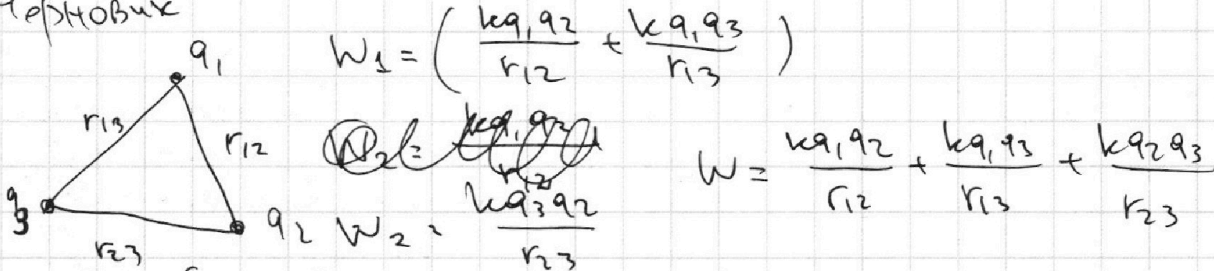 Черновик
q₁
W₁ = ( kq₁q₂/r₁₂ + kq₁q₃/r₁₃ )
r₁₃
r₁₂
W = kq₁q₂/r₁₂ + kq₁q₃/r₁₃ + kq₂q₃/r₂₃
q₃
q₂ W₂ = kq₃q₂/r₂₃
r₂₃